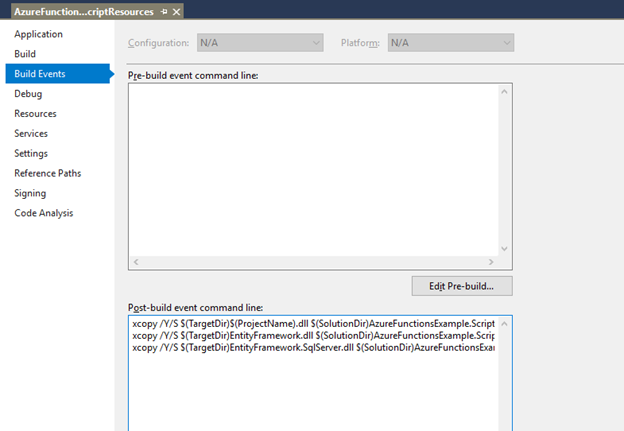 AzureFunction...criptResources
Application
Configuration: N/A Platform: N/A
Build
Build Events
Pre-build event command line:
Debug
Resources
Services
Settings
Reference Paths
Signing
Code Analysis
Edit Pre-build...
Post-build event command line:
xcopy /Y/S $(TargetDir)$(ProjectName).dll $(SolutionDir)AzureFunctionsExample.Script
xcopy /Y/S $(TargetDir)EntityFramework.dll $(SolutionDir)AzureFunctionsExample.Scrip
xcopy /Y/S $(TargetDir)EntityFramework.SqlServer.dll $(SolutionDir)AzureFunctionsExa